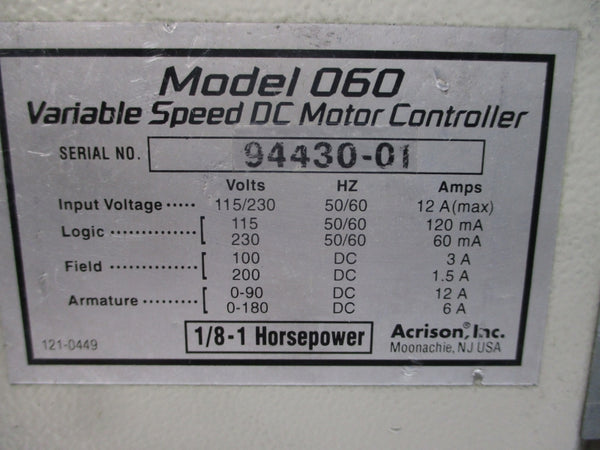 Model 060
Variable Speed DC Motor Controller
SERIAL NO. 94430-01
Volts HZ Amps
Input Voltage ····· 115/230 50/60 12 A(max)
Logic ·············· [ 115 50/60 120 mA
230 50/60 60 mA
Field ·············· [ 100 DC 3 A
200 DC 1.5 A
Armature ········· [ 0-90 DC 12 A
0-180 DC 6 A
121-0449 1/8-1 Horsepower Acrison,® Inc.
Moonachie, NJ USA